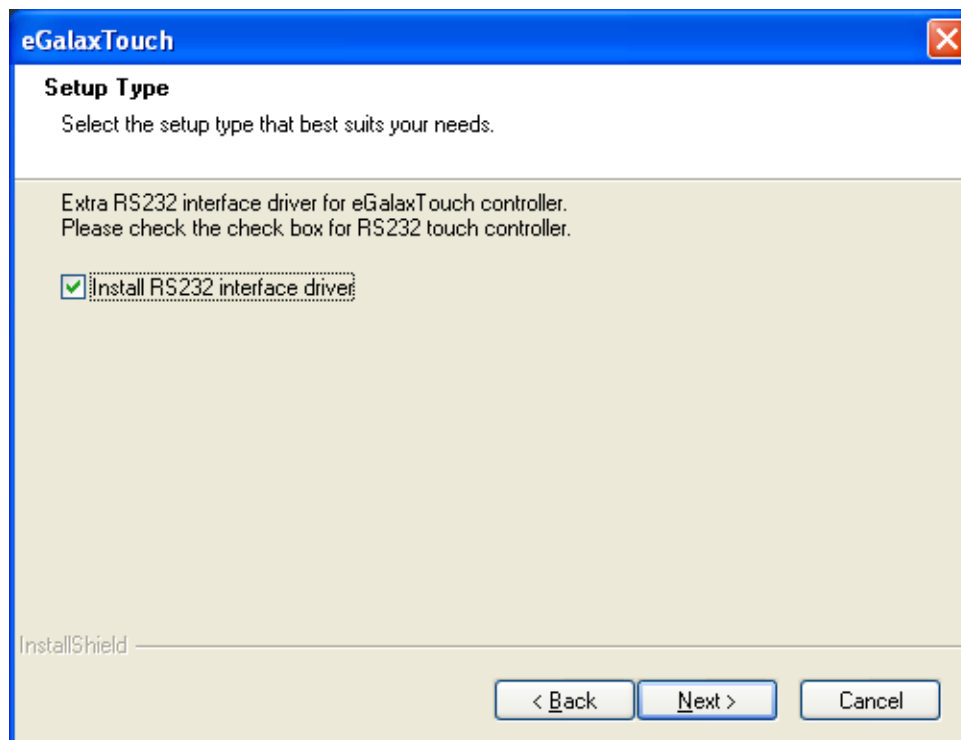 eGalaxTouch
Setup Type
Select the setup type that best suits your needs.
Extra RS232 interface driver for eGalaxTouch controller.
Please check the check box for RS232 touch controller.
Install RS232 interface driver
InstallShield
< Back
Next >
Cancel